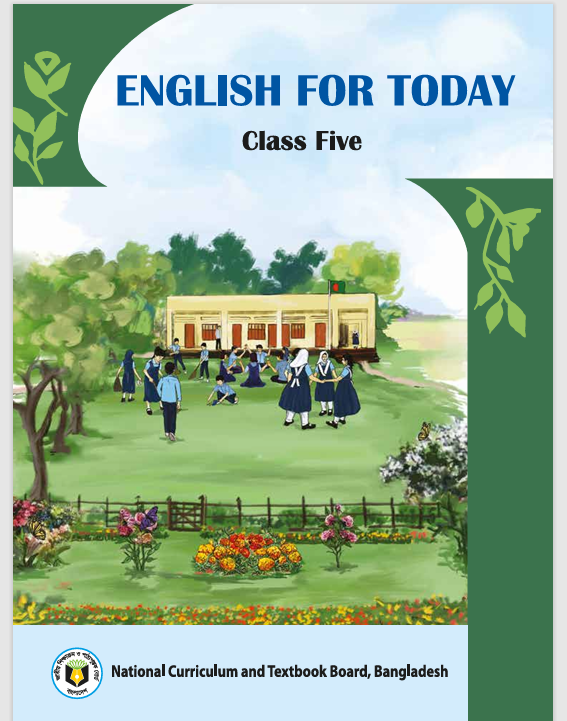 ENGLISH FOR TODAY
Class Five
National Curriculum and Textbook Board, Bangladesh